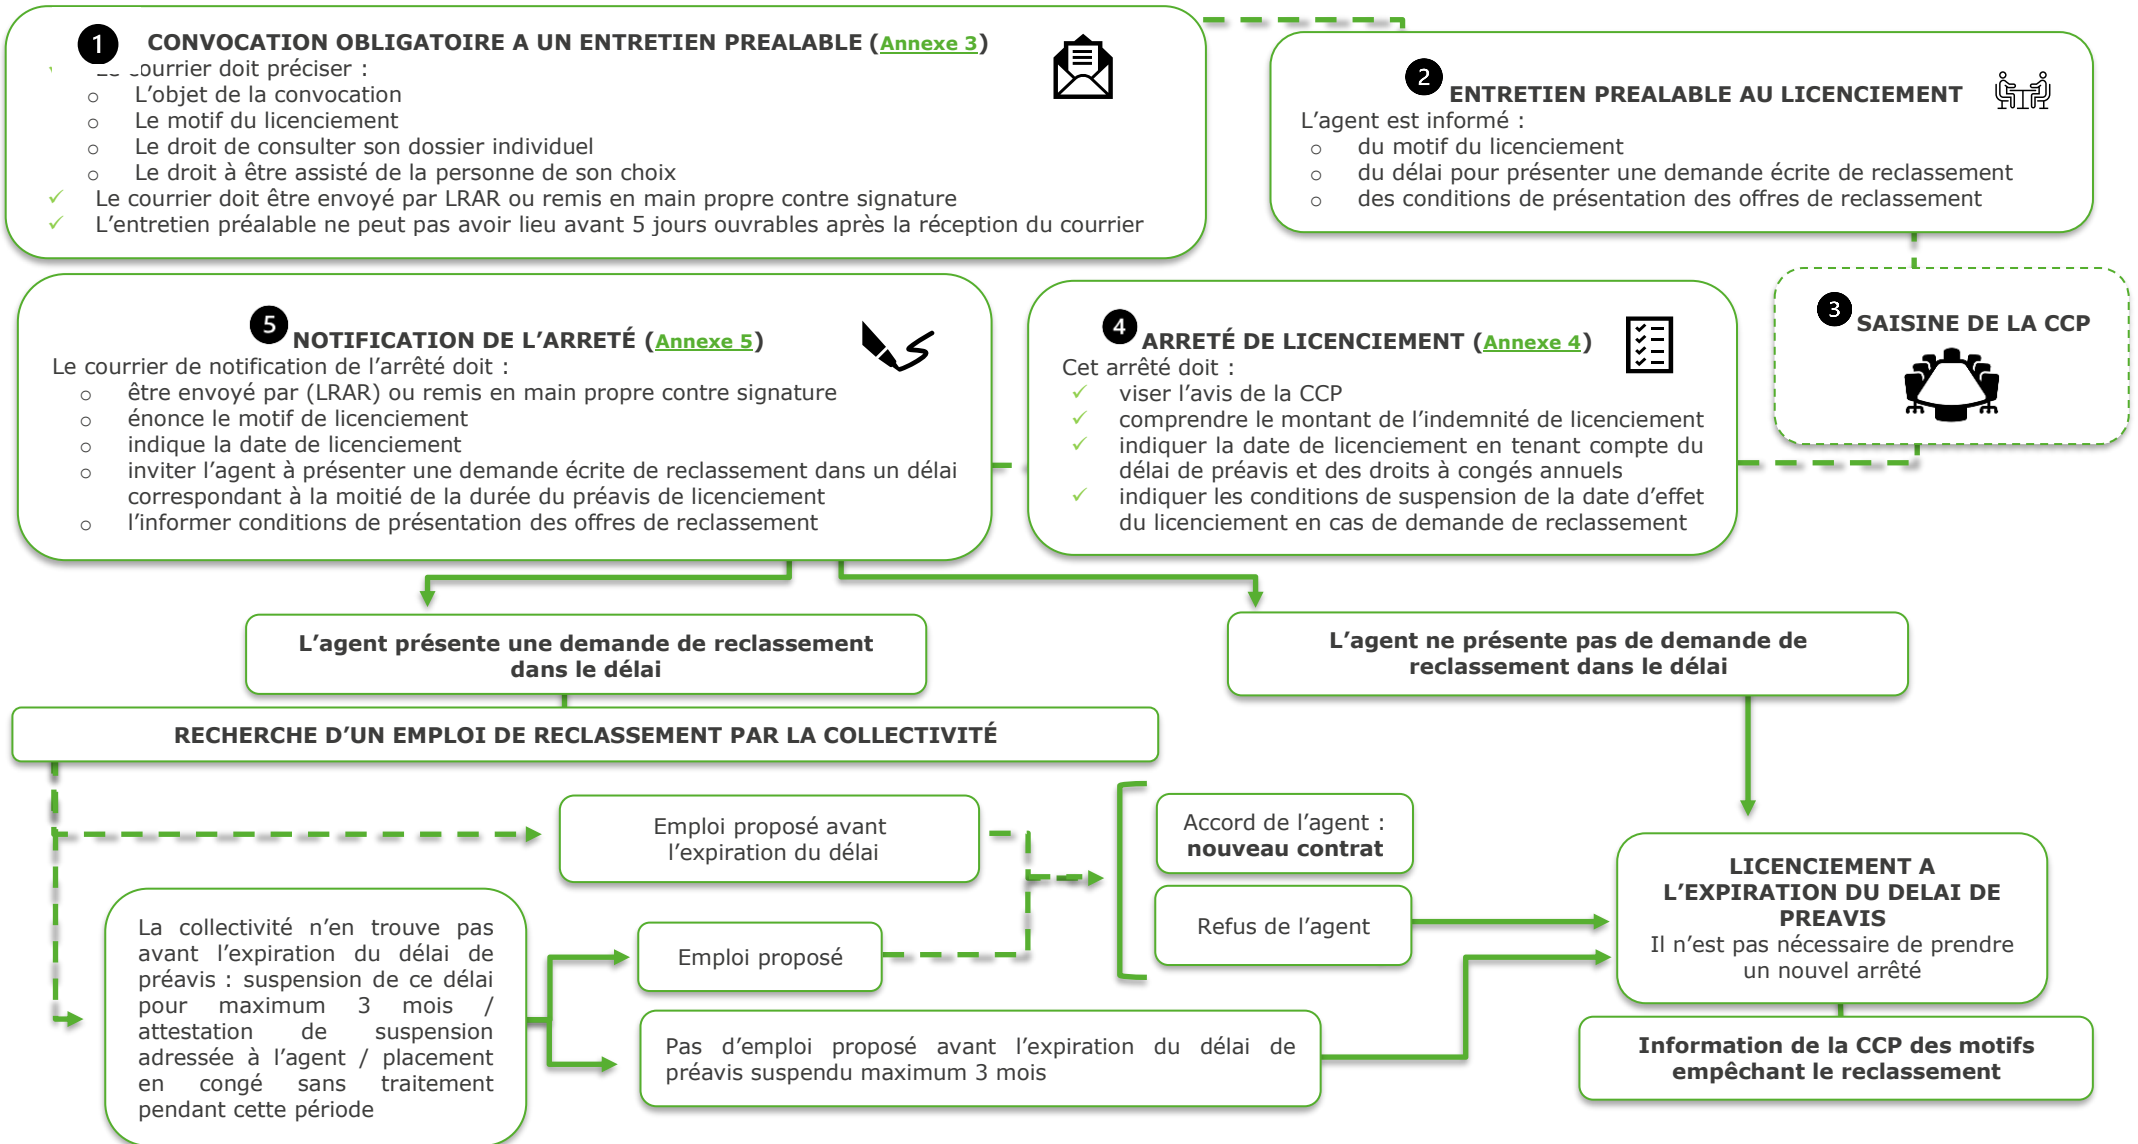 1 CONVOCATION OBLIGATOIRE A UN ENTRETIEN PREALABLE (Annexe 3)
courrier doit préciser :
o L'objet de la convocation
o Le motif du licenciement
o Le droit de consulter son dossier individuel
o Le droit à être assisté de la personne de son choix
✓ Le courrier doit être envoyé par LRAR ou remis en main propre contre signature
✓ L'entretien préalable ne peut pas avoir lieu avant 5 jours ouvrables après la réception du courrier
2 ENTRETIEN PREALABLE AU LICENCIEMENT
L'agent est informé :
o du motif du licenciement
o du délai pour présenter une demande écrite de reclassement
o des conditions de présentation des offres de reclassement
3 SAISINE DE LA CCP
4 ARRETÉ DE LICENCIEMENT (Annexe 4)
Cet arrêté doit :
✓ viser l'avis de la CCP
✓ comprendre le montant de l'indemnité de licenciement
✓ indiquer la date de licenciement en tenant compte du
délai de préavis et des droits à congés annuels
✓ indiquer les conditions de suspension de la date d'effet
du licenciement en cas de demande de reclassement
5 NOTIFICATION DE L'ARRETÉ (Annexe 5)
Le courrier de notification de l'arrêté doit :
o être envoyé par (LRAR) ou remis en main propre contre signature
o énonce le motif de licenciement
o indique la date de licenciement
o inviter l'agent à présenter une demande écrite de reclassement dans un délai
correspondant à la moitié de la durée du préavis de licenciement
o l'informer conditions de présentation des offres de reclassement
L'agent présente une demande de reclassement
dans le délai
L'agent ne présente pas de demande de
reclassement dans le délai
RECHERCHE D'UN EMPLOI DE RECLASSEMENT PAR LA COLLECTIVITÉ
Emploi proposé avant
l'expiration du délai
La collectivité n'en trouve pas
avant l'expiration du délai de
préavis : suspension de ce délai
pour maximum 3 mois /
attestation de suspension
adressée à l'agent / placement
en congé sans traitement
pendant cette période
Emploi proposé
Pas d'emploi proposé avant l'expiration du délai de
préavis suspendu maximum 3 mois
Accord de l'agent :
nouveau contrat
Refus de l'agent
LICENCIEMENT A
L'EXPIRATION DU DELAI DE
PREAVIS
Il n'est pas nécessaire de prendre
un nouvel arrêté
Information de la CCP des motifs
empêchant le reclassement